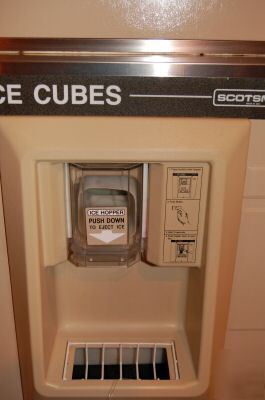 CE CUBES
SCOTSM
ICE HOPPER
PUSH DOWN
TO EJECT ICE